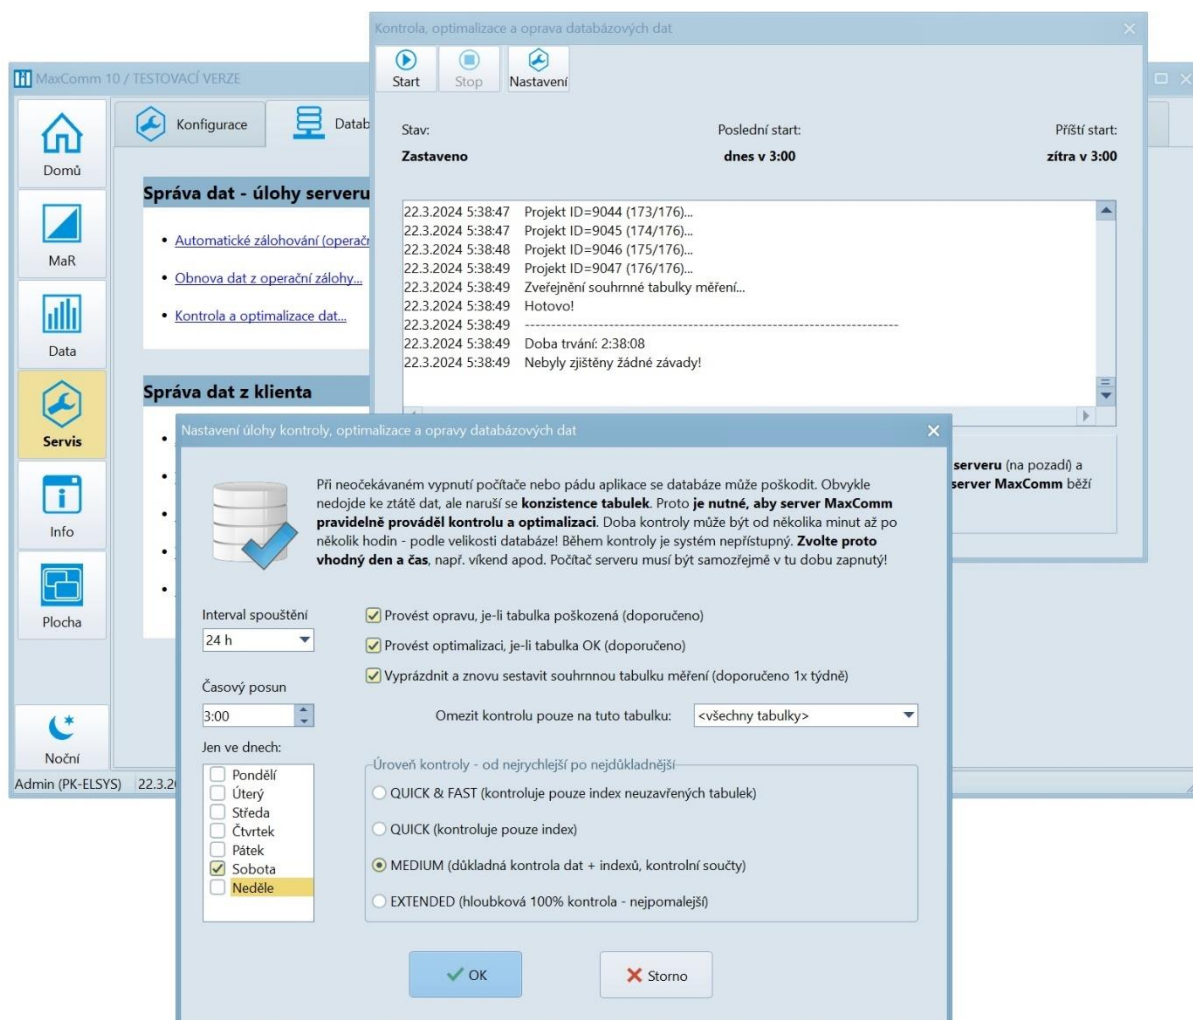 Kontrola, optimalizace a oprava databázových dat
Start
Stop
Nastavení
Stav:
Poslední start:
Příští start:
Zastaveno
dnes v 3:00
zítra v 3:00
22.3.2024 5:38:47 Projekt ID=9044 (173/176)...
22.3.2024 5:38:47 Projekt ID=9045 (174/176)...
22.3.2024 5:38:48 Projekt ID=9046 (175/176)...
22.3.2024 5:38:49 Projekt ID=9047 (176/176)...
22.3.2024 5:38:49 Zveřejnění souhrnné tabulky měření...
22.3.2024 5:38:49 Hotovo!
22.3.2024 5:38:49 -----------------------------------------------------------------------
22.3.2024 5:38:49 Doba trvání: 2:38:08
22.3.2024 5:38:49 Nebyly zjištěny žádné závady!
serveru (na pozadí) a
server MaxComm běží
MaxComm 10 / TESTOVACÍ VERZE
Domů
MaR
Data
Servis
Info
Plocha
Noční
Konfigurace
Datab
Správa dat - úlohy serveru
• Automatické zálohování (operačn
• Obnova dat z operační zálohy...
• Kontrola a optimalizace dat...
Správa dat z klienta
Admin (PK-ELSYS) 22.3.2
Nastavení úlohy kontroly, optimalizace a opravy databázových dat
Při neočekávaném vypnutí počítače nebo pádu aplikace se databáze může poškodit. Obvykle
nedojde ke ztátě dat, ale naruší se konzistence tabulek. Proto je nutné, aby server MaxComm
pravidelně prováděl kontrolu a optimalizaci. Doba kontroly může být od několika minut až po
několik hodin - podle velikosti databáze! Během kontroly je systém nepřístupný. Zvolte proto
vhodný den a čas, např. víkend apod. Počítač serveru musí být samozřejmě v tu dobu zapnutý!
Interval spouštění
24 h
Časový posun
3:00
Jen ve dnech:
Pondělí
Úterý
Středa
Čtvrtek
Pátek
Sobota
Neděle
Provést opravu, je-li tabulka poškozená (doporučeno)
Provést optimalizaci, je-li tabulka OK (doporučeno)
Vyprázdnit a znovu sestavit souhrnnou tabulku měření (doporučeno 1x týdně)
Omezit kontrolu pouze na tuto tabulku: <všechny tabulky>
Úroveň kontroly - od nejrychlejší po nejdůkladnější
QUICK & FAST (kontroluje pouze index neuzavřených tabulek)
QUICK (kontroluje pouze index)
MEDIUM (důkladná kontrola dat + indexů, kontrolní součty)
EXTENDED (hloubková 100% kontrola - nejpomalejší)
OK
Storno